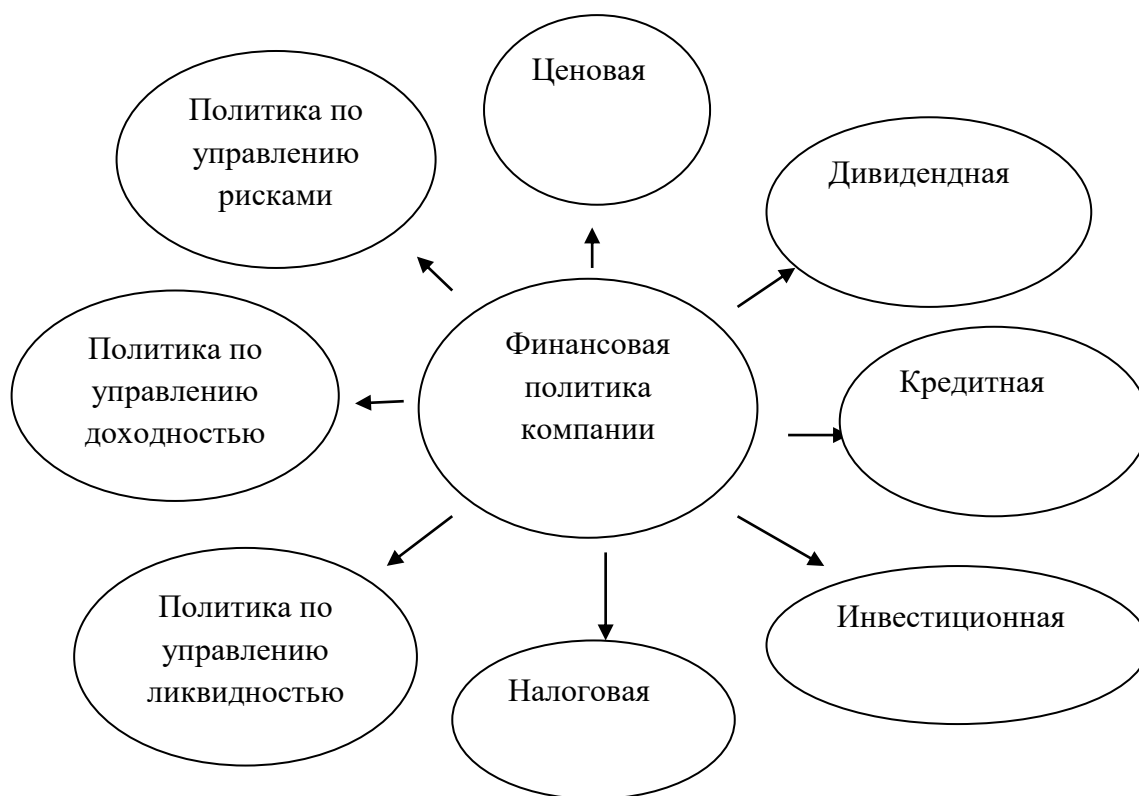 Ценовая
Политика по
управлению
рисками
Дивидендная
Финансовая
политика
компании
Политика по
управлению
доходностью
Кредитная
Политика по
управлению
ликвидностью
Инвестиционная
Налоговая